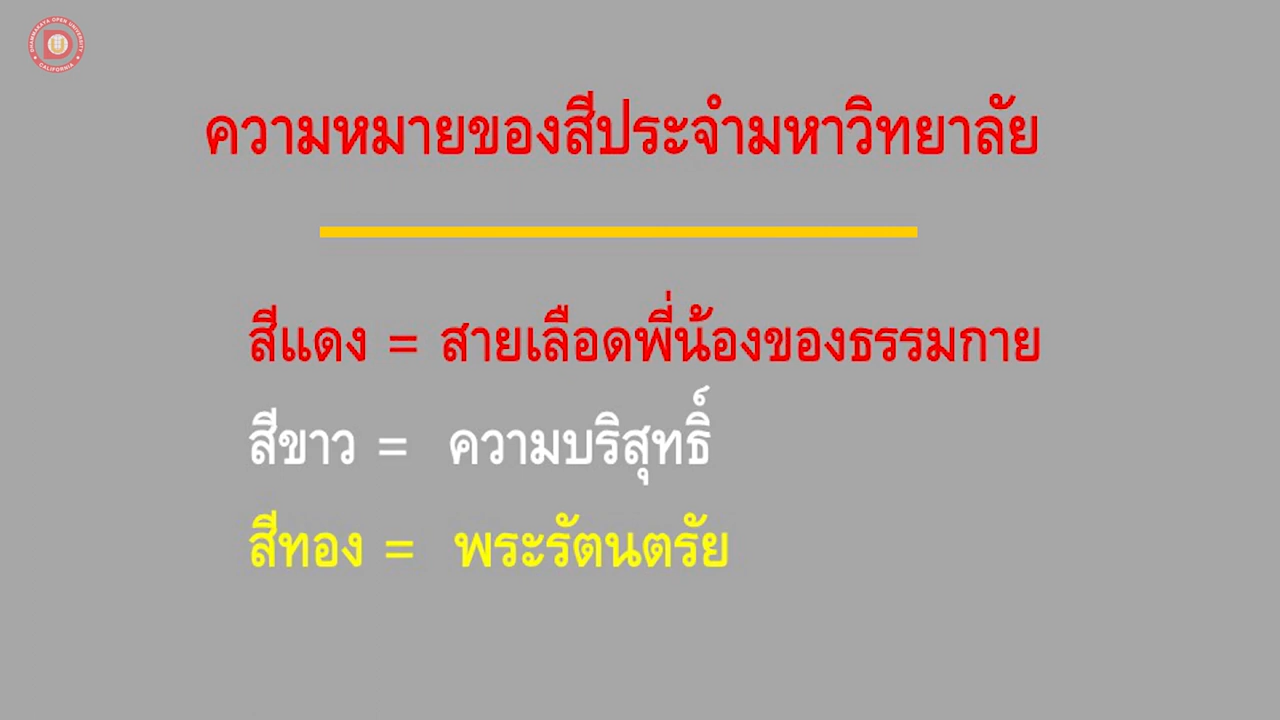 DHAMMAKAYA OPEN UNIVERSITY
CALIFORNIA
ความหมายของสีประจำมหาวิทยาลัย
สีแดง = สายเลือดพี่น้องของธรรมกาย
สีขาว = ความบริสุทธิ์
สีทอง = พระรัตนตรัย